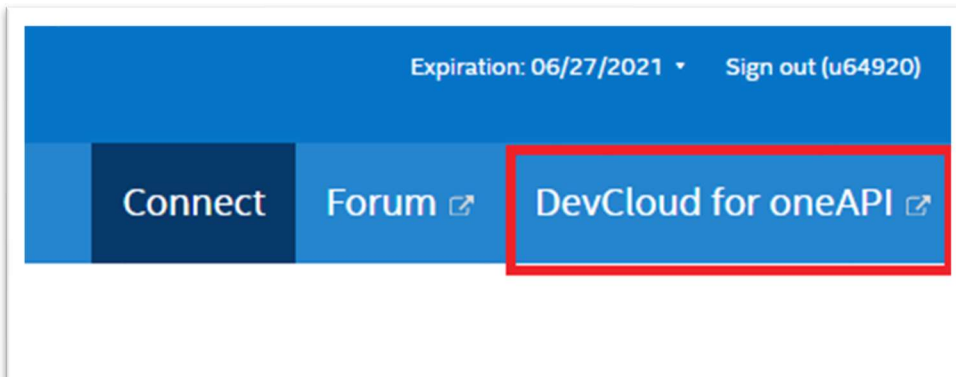 Expiration: 06/27/2021 Sign out (u64920)
Connect Forum DevCloud for oneAPI